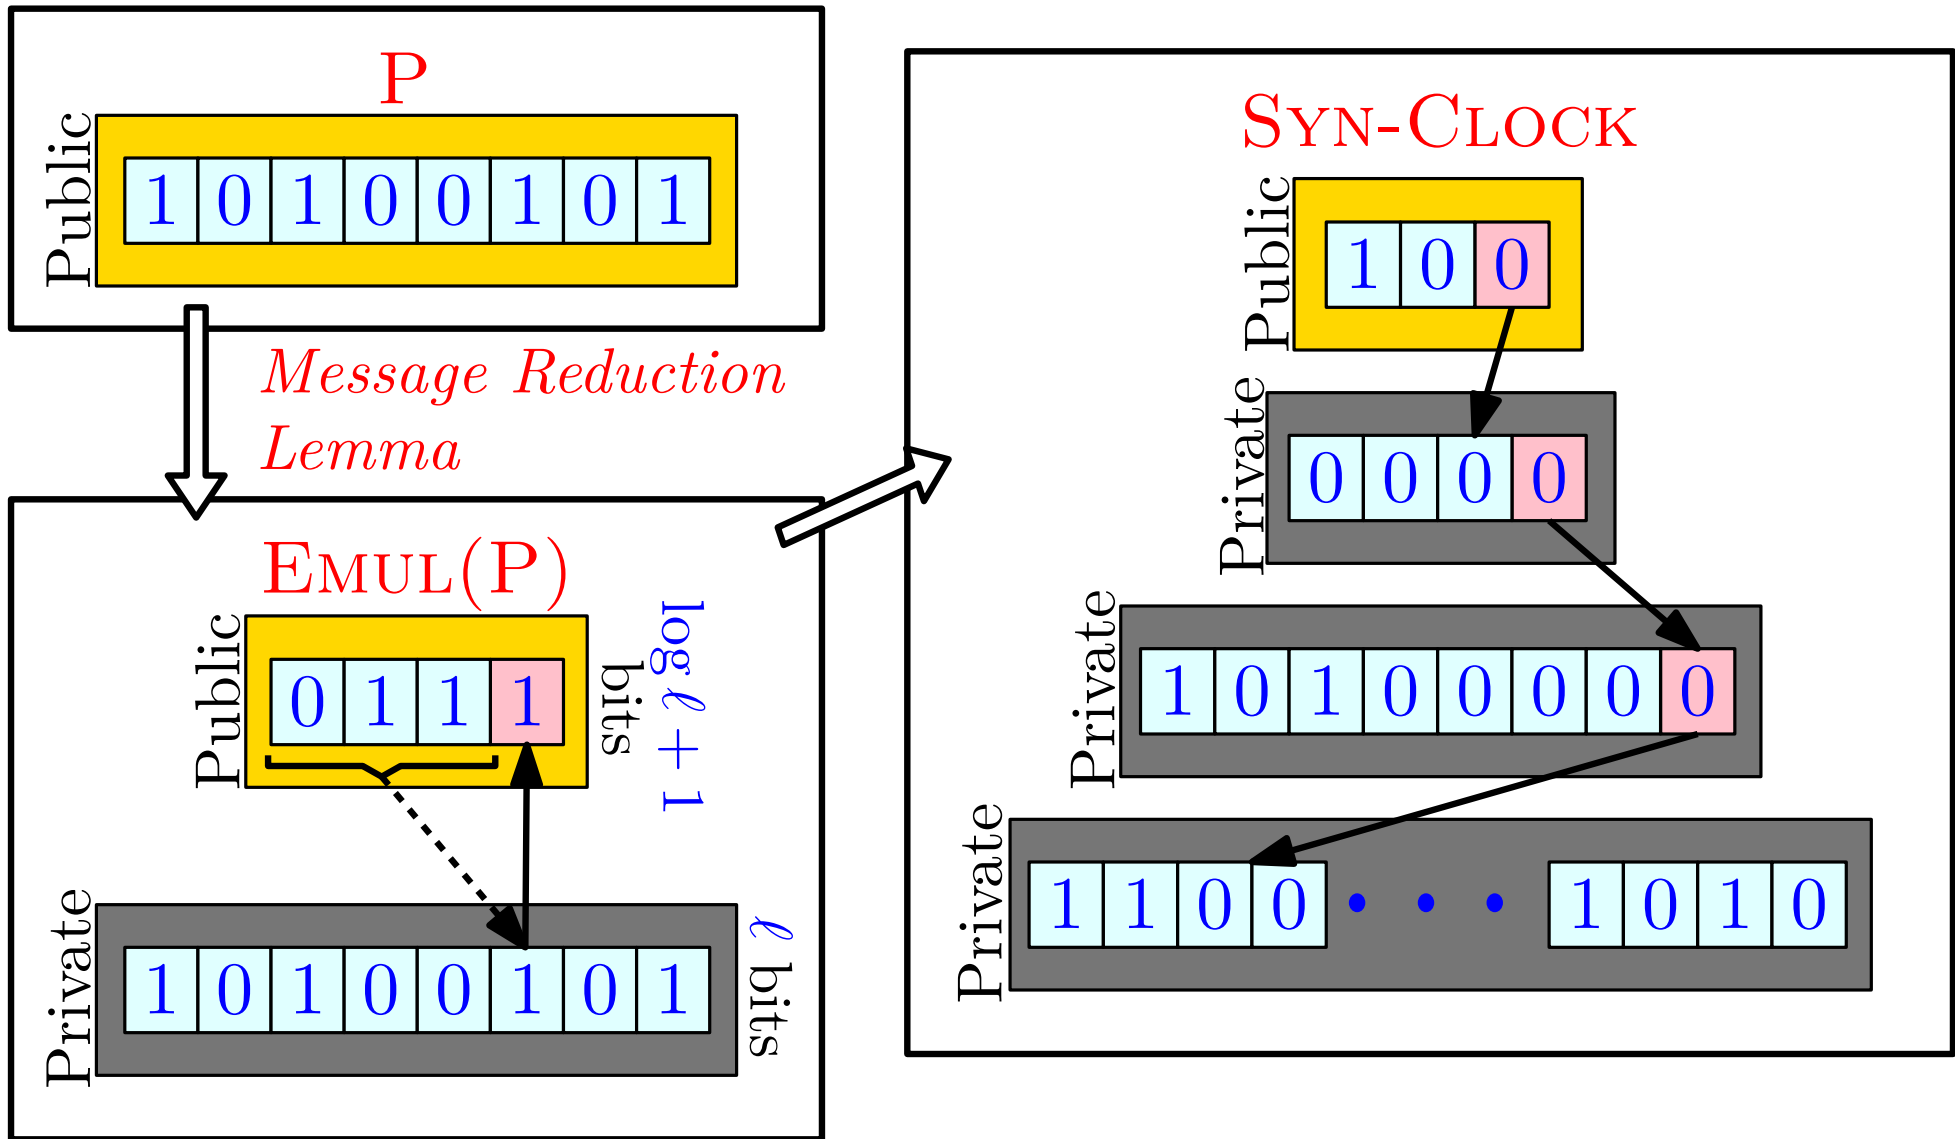 P
Public
1 0 1 0 0 1 0 1
Message Reduction
Lemma
EMUL(P)
Public
0 1 1 1
log ℓ + 1
bits
Private
1 0 1 0 0 1 0 1
ℓ bits
SYN-CLOCK
Public
1 0 0
Private
0 0 0 0
Private
1 0 1 0 0 0 0 0
Private
1 1 0 0 • • • 1 0 1 0